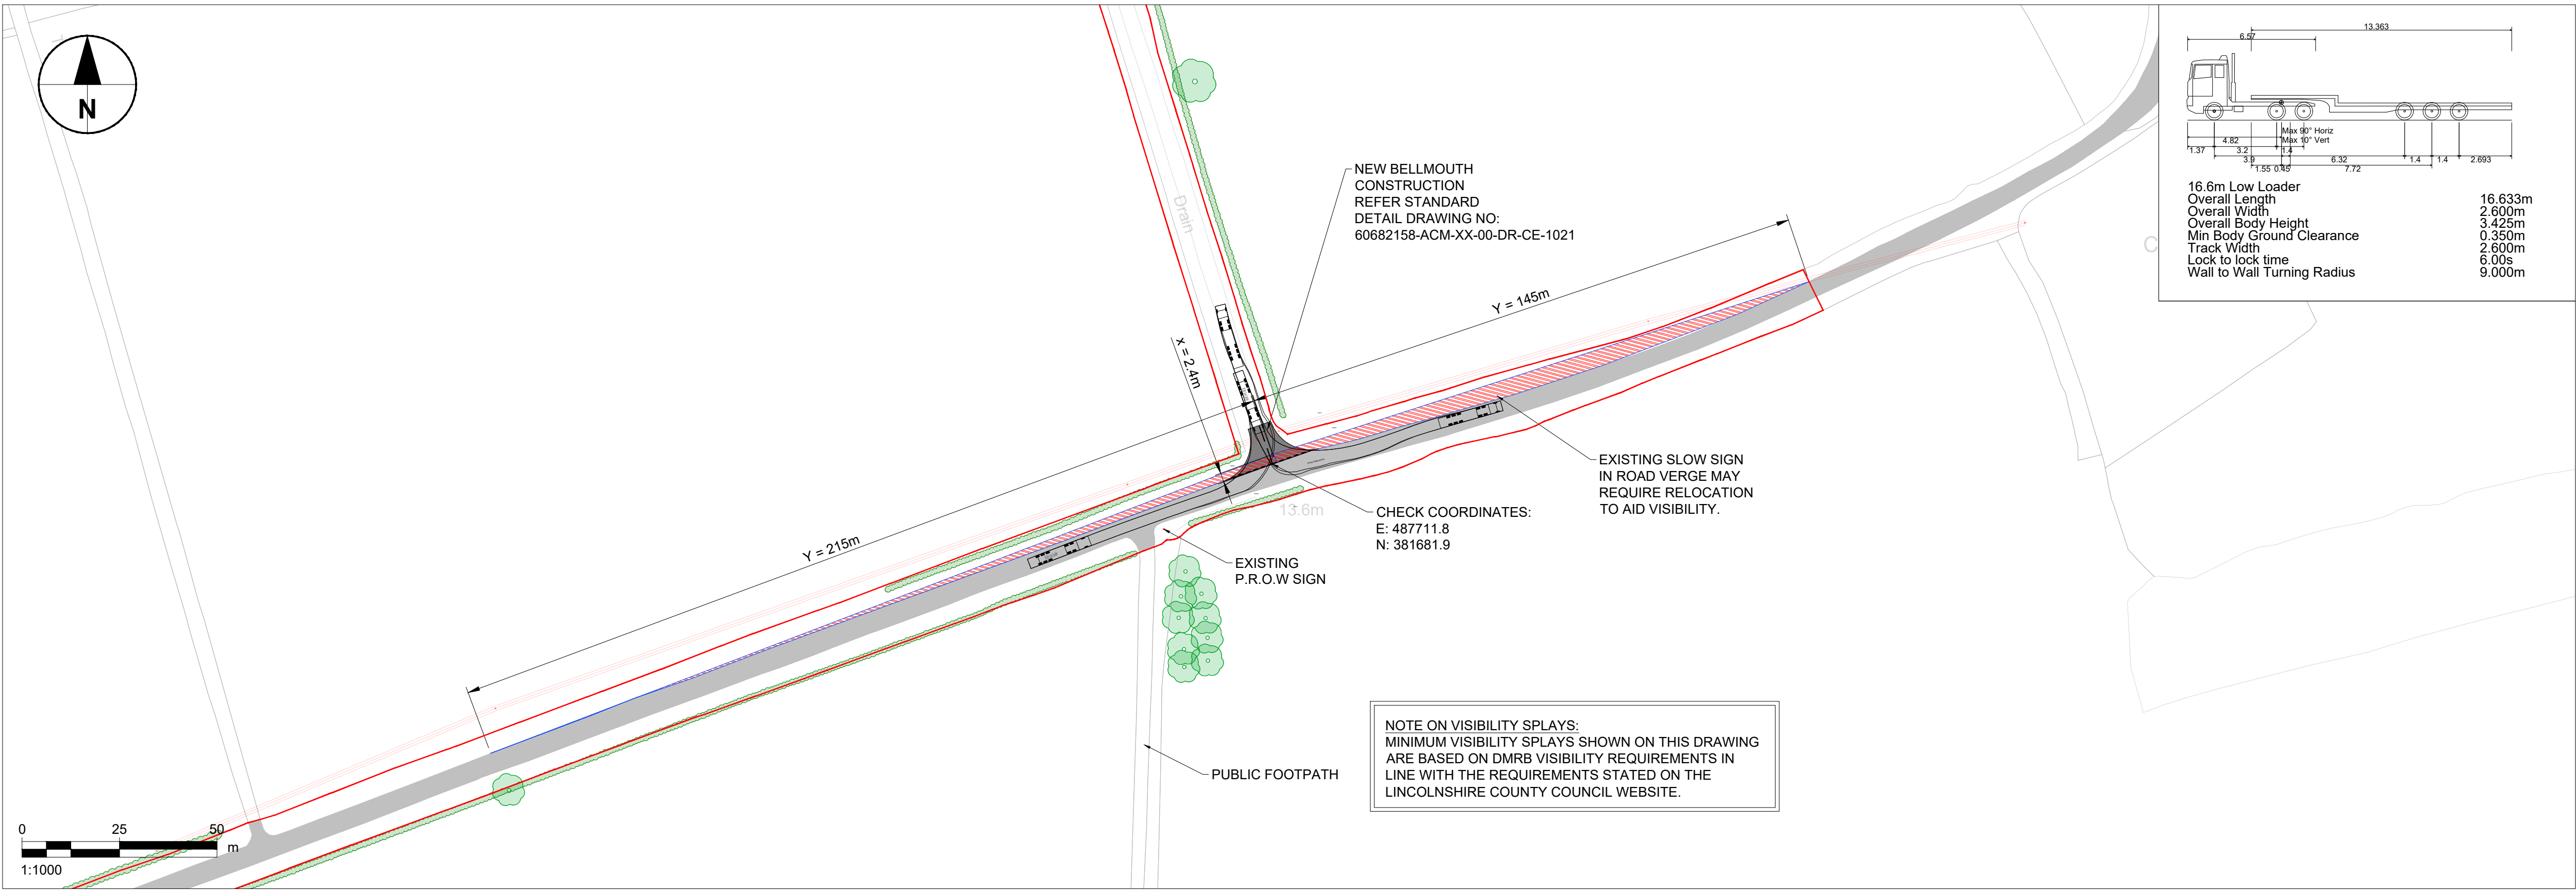 N
Drain
NEW BELLMOUTH
CONSTRUCTION
REFER STANDARD
DETAIL DRAWING NO:
60682158-ACM-XX-00-DR-CE-1021
Y = 145m
x = 2.4m
Y = 215m
EXISTING SLOW SIGN
IN ROAD VERGE MAY
REQUIRE RELOCATION
TO AID VISIBILITY.
13.6m
CHECK COORDINATES:
E: 487711.8
N: 381681.9
EXISTING
P.R.O.W SIGN
PUBLIC FOOTPATH
NOTE ON VISIBILITY SPLAYS:
MINIMUM VISIBILITY SPLAYS SHOWN ON THIS DRAWING
ARE BASED ON DMRB VISIBILITY REQUIREMENTS IN
LINE WITH THE REQUIREMENTS STATED ON THE
LINCOLNSHIRE COUNTY COUNCIL WEBSITE.
0 25 50
m
1:1000
C
13.363
6.57
Max 90° Horiz
Max 10° Vert
4.82
1.37 3.2 1.4
3.9 6.32 1.4 1.4 2.693
1.55 0.45 7.72
16.6m Low Loader
Overall Length 16.633m
Overall Width 2.600m
Overall Body Height 3.425m
Min Body Ground Clearance 0.350m
Track Width 2.600m
Lock to lock time 6.00s
Wall to Wall Turning Radius 9.000m